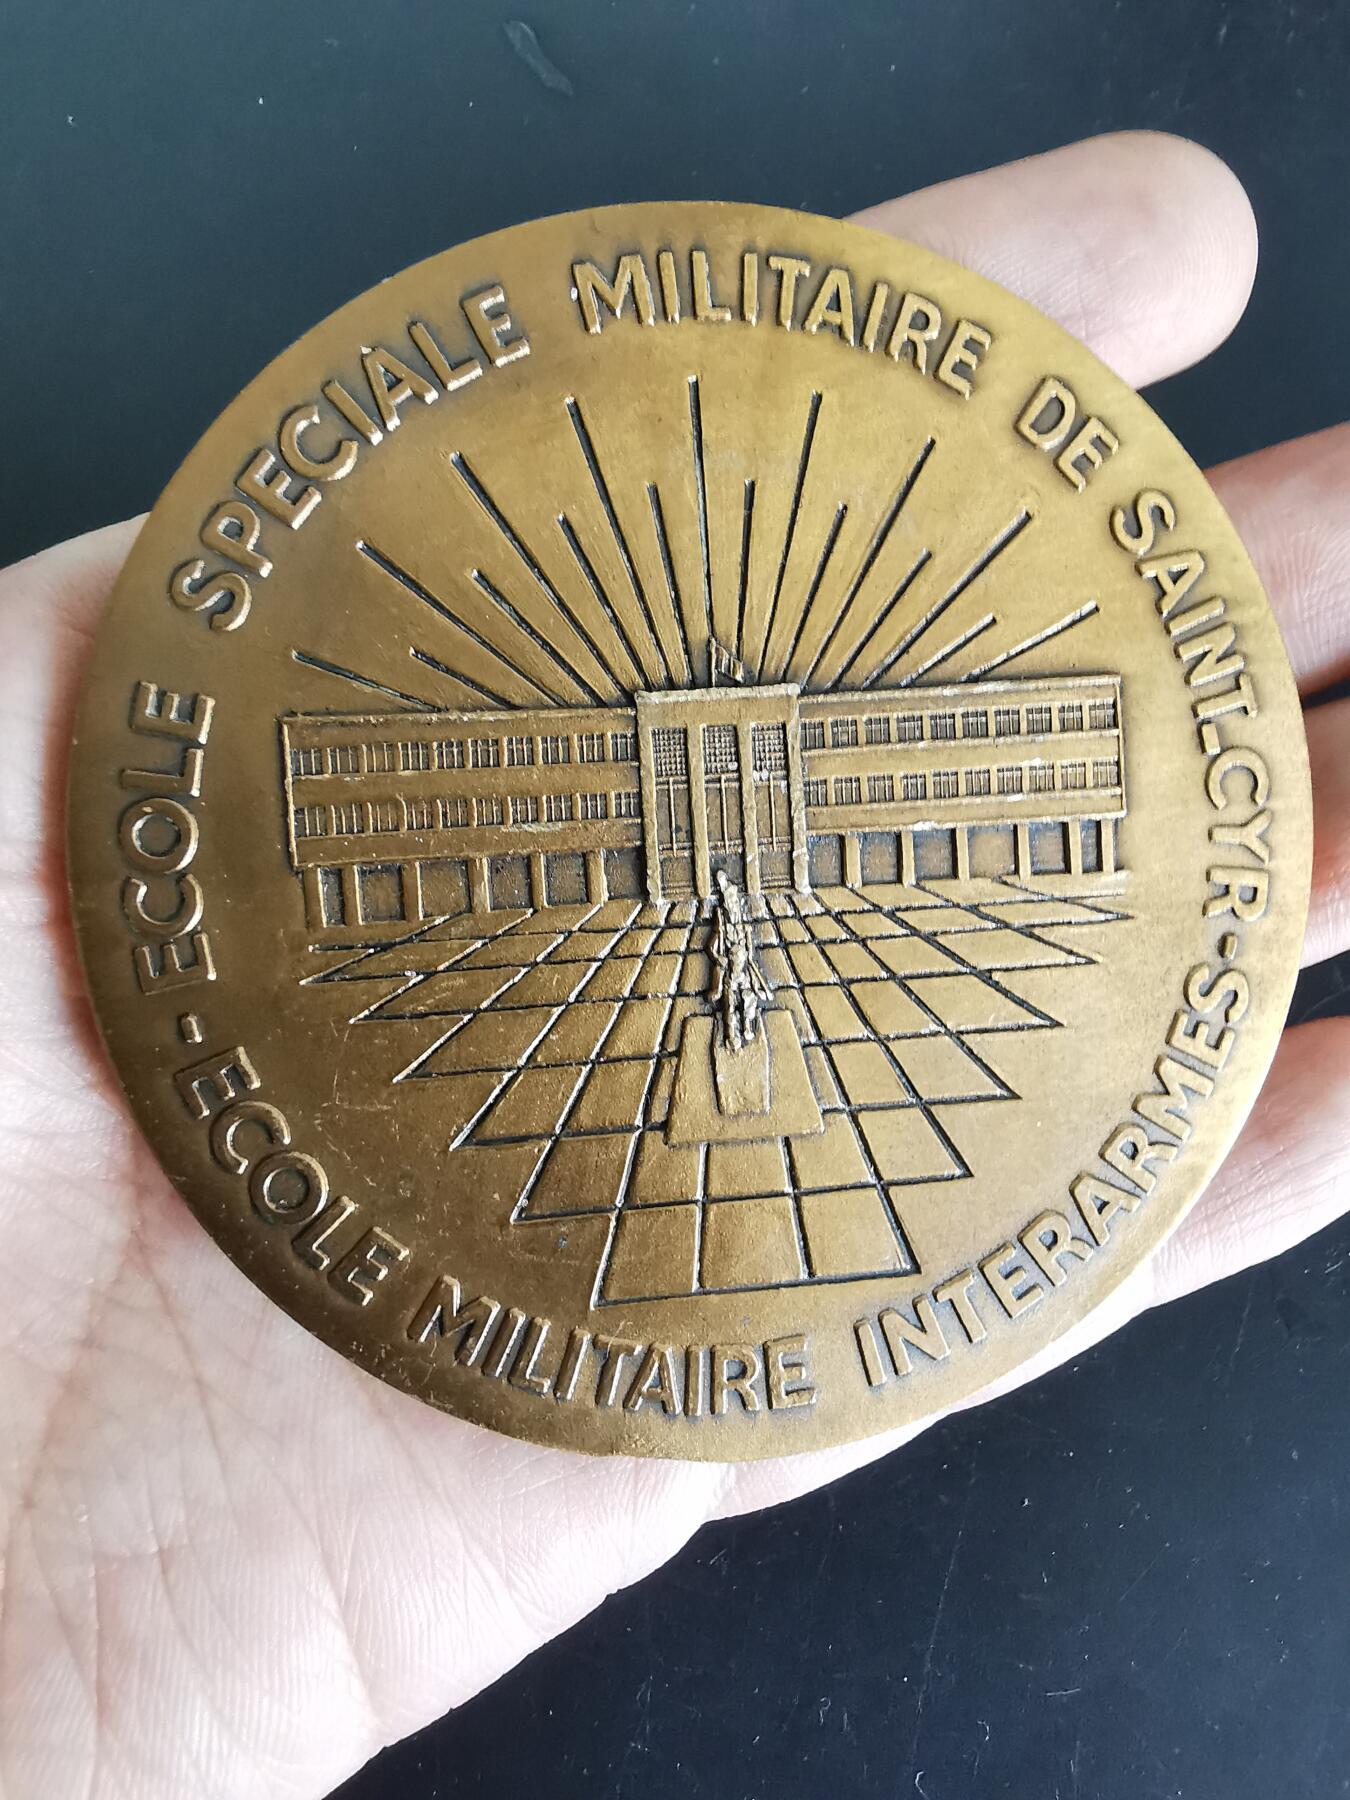 ECOLE SPECIALE MILITAIRE DE SAINT-CYR-
ECOLE MILITAIRE INTERARMES-